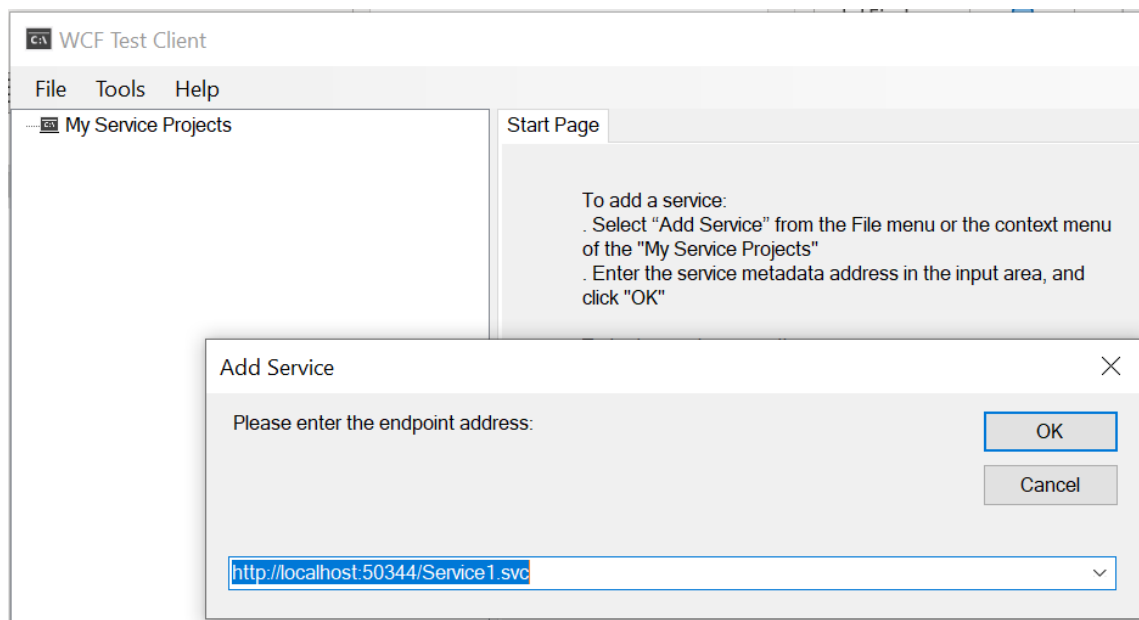 WCF Test Client
File Tools Help
My Service Projects
Start Page
To add a service:
. Select “Add Service” from the File menu or the context menu
of the "My Service Projects"
. Enter the service metadata address in the input area, and
click "OK"
Add Service
Please enter the endpoint address:
OK
Cancel
http://localhost:50344/Service1.svc